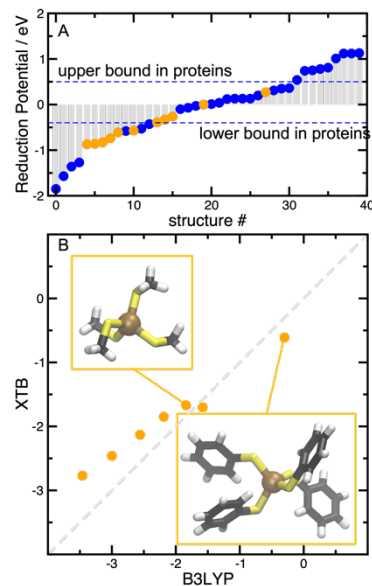 A
Reduction Potential / eV
2
1
0
-1
-2
upper bound in proteins
lower bound in proteins
0
10
20
30
40
structure #
B
XTB
0
-1
-2
-3
-3
-2
-1
0
B3LYP